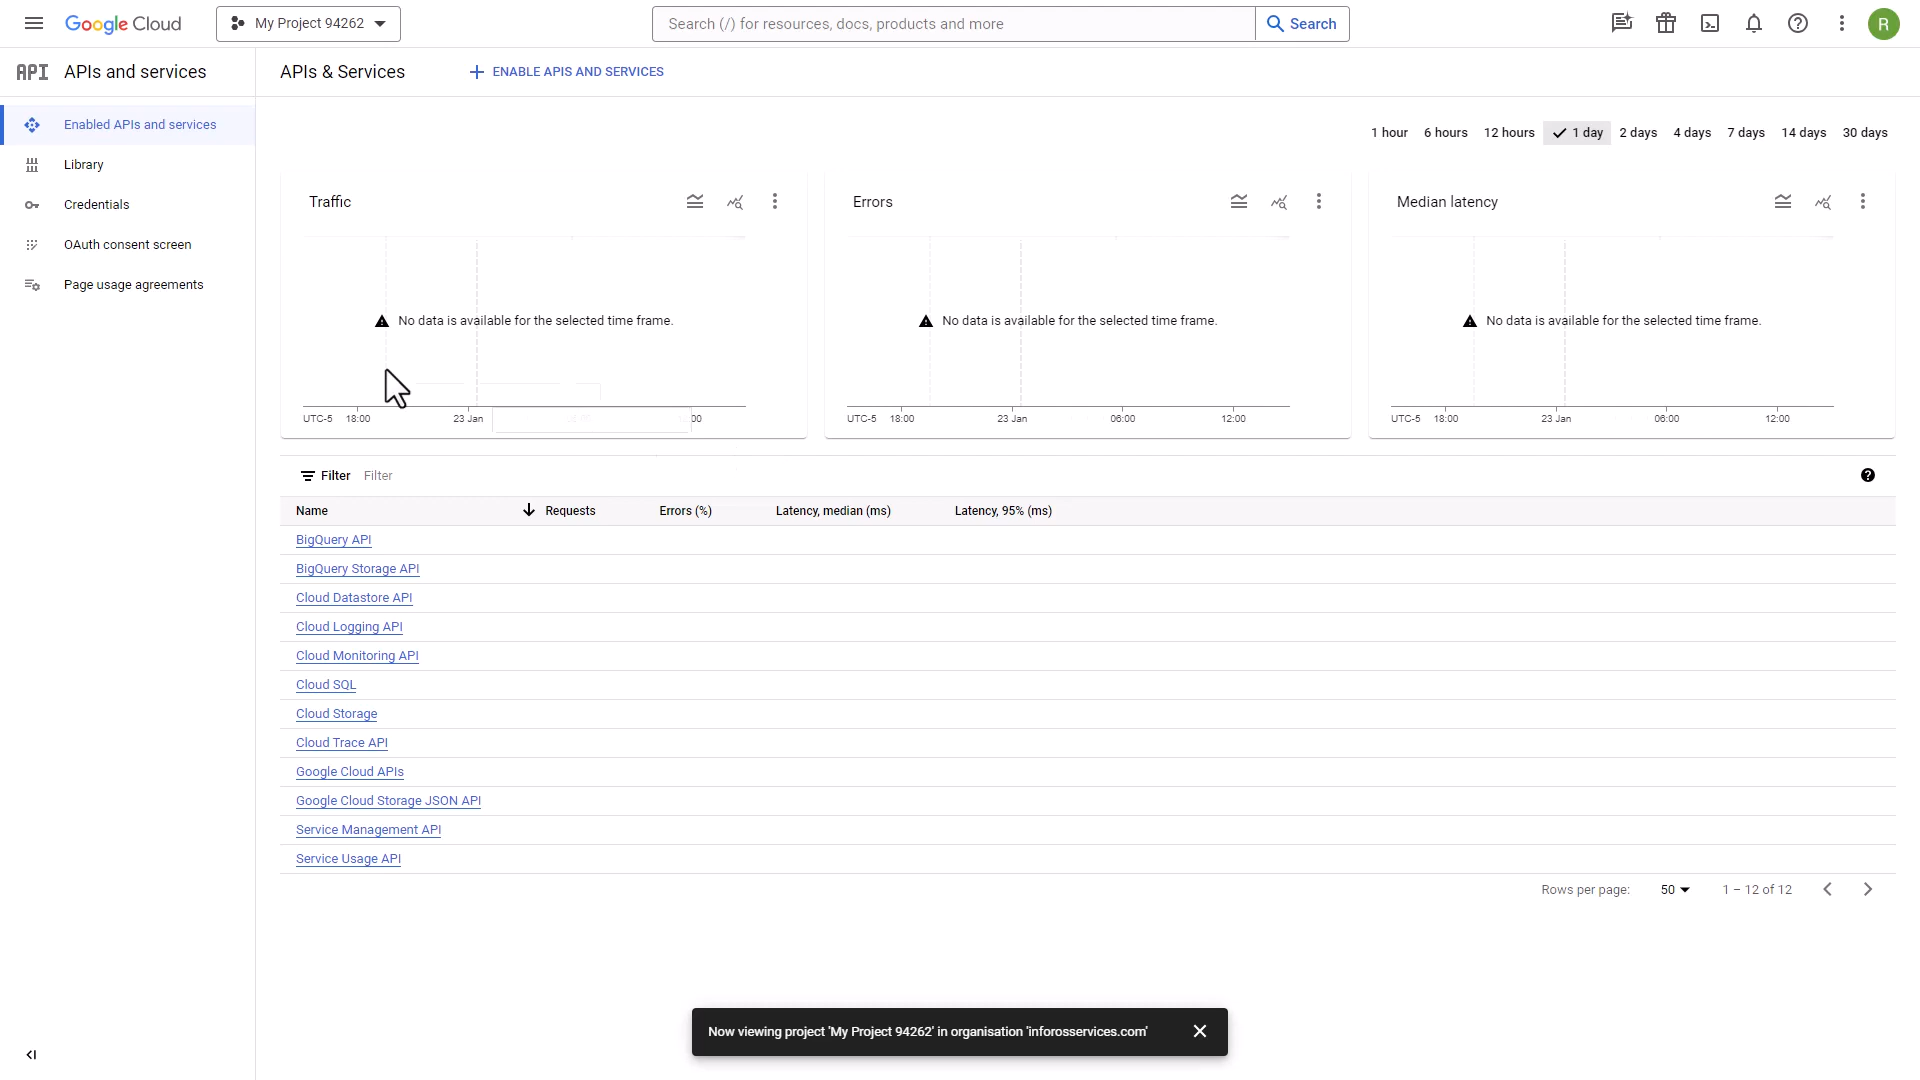 Google Cloud
My Project 94262
Search (/) for resources, docs, products and more
Search
R
API APIs and services
APIs & Services
ENABLE APIS AND SERVICES
Enabled APIs and services
Library
Credentials
OAuth consent screen
Page usage agreements
1 hour 6 hours 12 hours 1 day 2 days 4 days 7 days 14 days 30 days
Traffic
No data is available for the selected time frame.
UTC-5 18:00 23 Jan
Errors
No data is available for the selected time frame.
UTC-5 18:00 23 Jan 06:00 12:00
Median latency
No data is available for the selected time frame.
UTC-5 18:00 23 Jan 06:00 12:00
Filter Filter
Name Requests Errors (%) Latency, median (ms) Latency, 95% (ms)
BigQuery API
BigQuery Storage API
Cloud Datastore API
Cloud Logging API
Cloud Monitoring API
Cloud SQL
Cloud Storage
Cloud Trace API
Google Cloud APIs
Google Cloud Storage JSON API
Service Management API
Service Usage API
Rows per page: 50 1 – 12 of 12
Now viewing project 'My Project 94262' in organisation 'inforosservices.com'